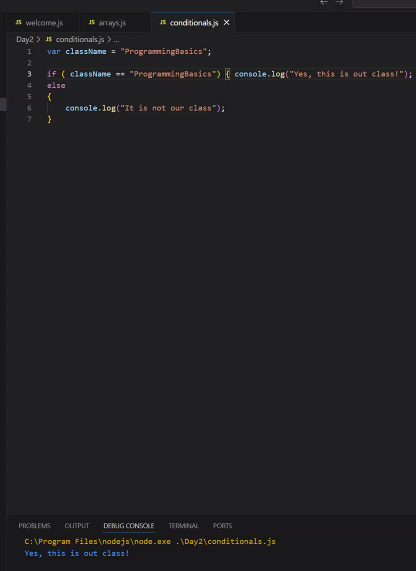 JS welcome.js JS arrays.js JS conditionals.js
Day2 > JS conditionals.js > ...
1 var className = "ProgrammingBasics";
2
3 if ( className == "ProgrammingBasics") { console.log("Yes, this is out class!");
4 else
5 {
6 console.log("It is not our class");
7 }
PROBLEMS OUTPUT DEBUG CONSOLE TERMINAL PORTS
C:\Program Files\nodejs\node.exe .\Day2\conditionals.js
Yes, this is out class!